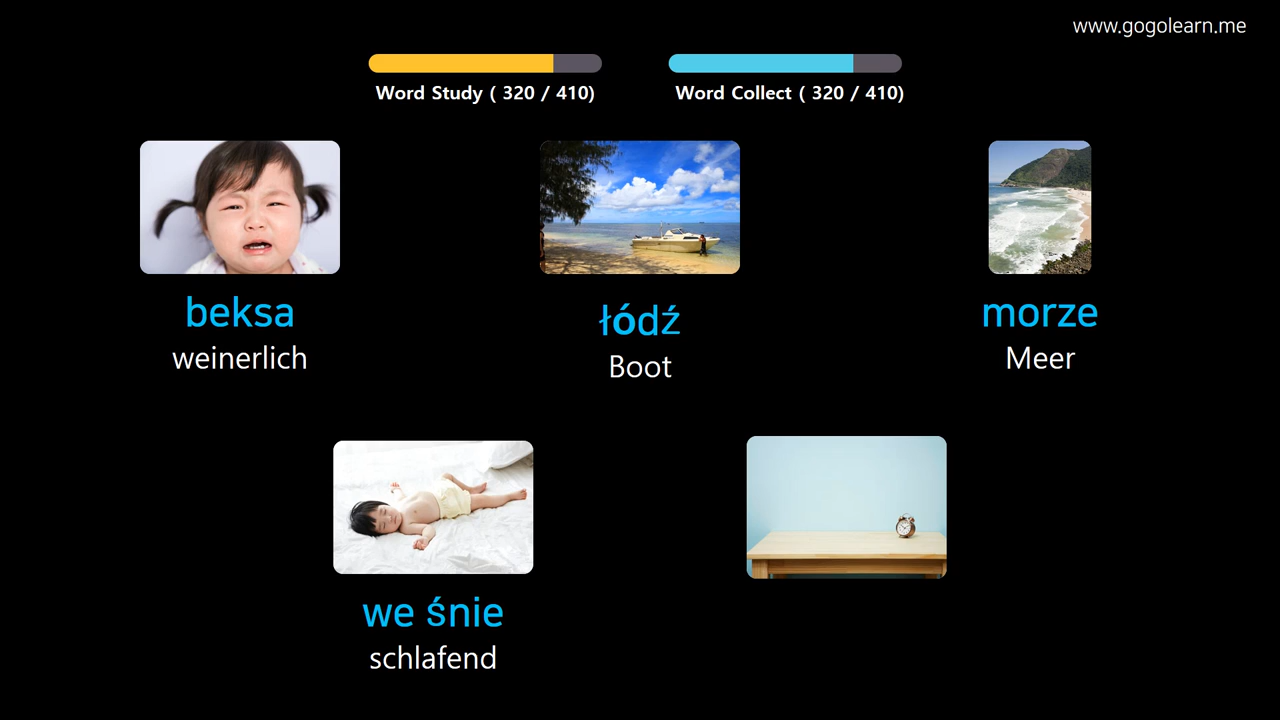 www.gogolearn.me
Word Study ( 320 / 410)
Word Collect ( 320 / 410)
beksa
weinerlich
łódź
Boot
morze
Meer
we śnie
schlafend